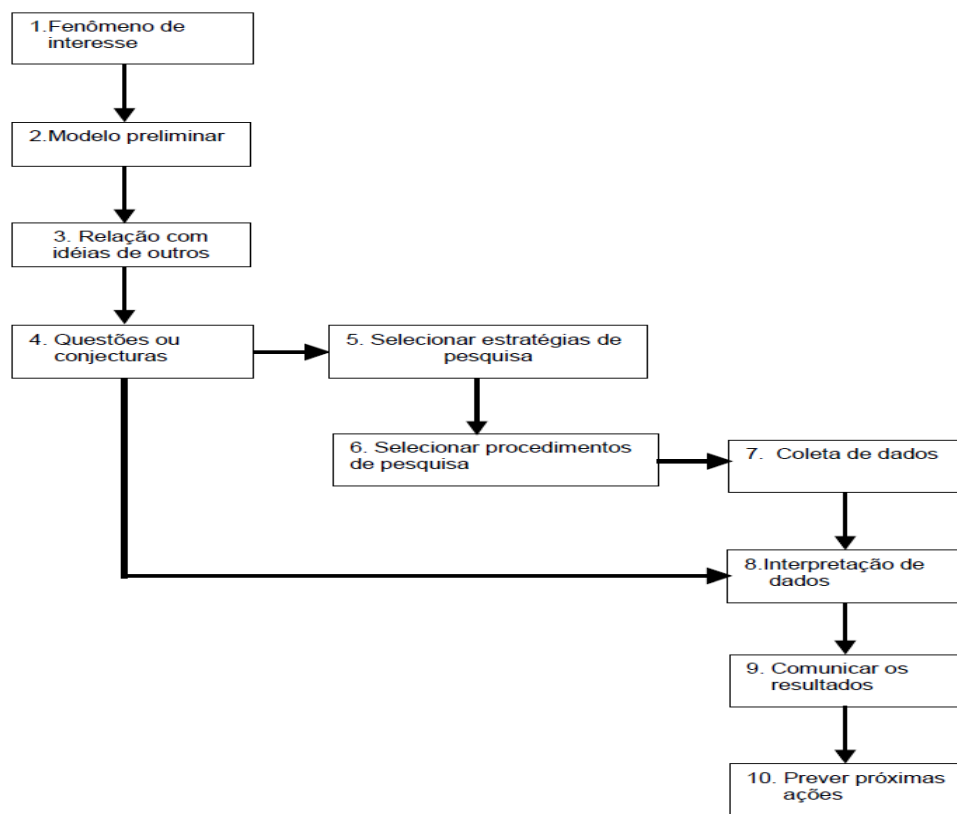 1.Fenômeno de
interesse
2.Modelo preliminar
3. Relação com
idéias de outros
4. Questões ou
conjecturas
5. Selecionar estratégias de
pesquisa
6. Selecionar procedimentos
de pesquisa
7. Coleta de dados
8.Interpretação de
dados
9. Comunicar os
resultados
10. Prever próximas
ações